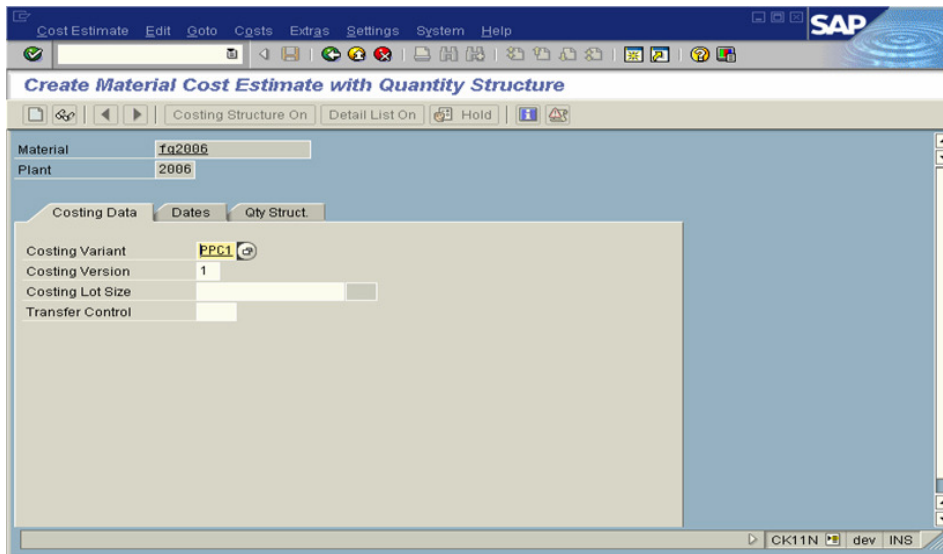 Cost Estimate Edit Goto Costs Extras Settings System Help
SAP
Create Material Cost Estimate with Quantity Structure
Costing Structure On Detail List On Hold
Material fg2006
Plant 2006
Costing Data Dates Qty Struct.
Costing Variant PPC1
Costing Version 1
Costing Lot Size
Transfer Control
CK11N dev INS